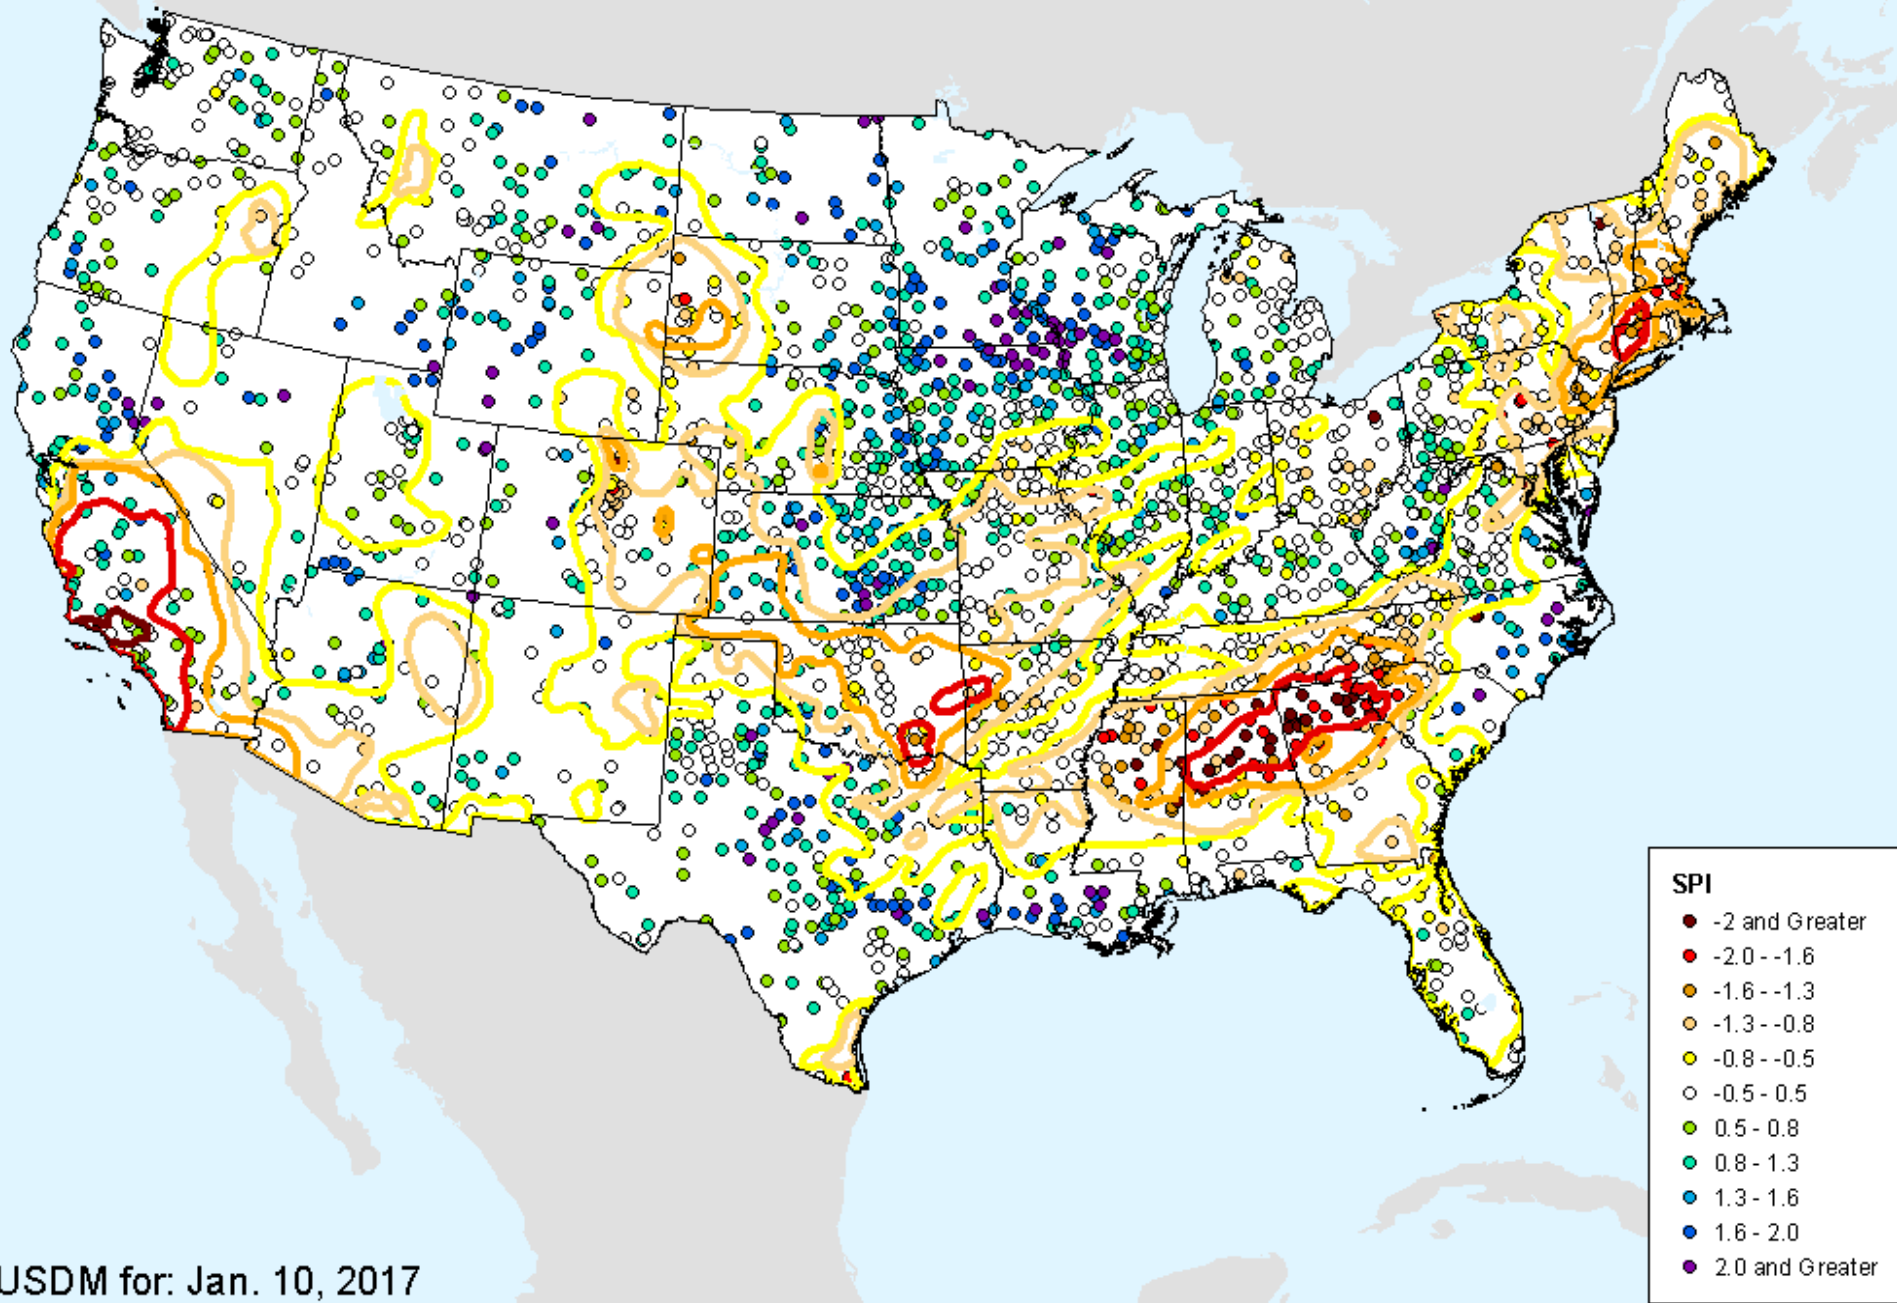 SPI
-2 and Greater
-2.0 - -1.6
-1.6 - -1.3
-1.3 - -0.8
-0.8 - -0.5
-0.5 - 0.5
0.5 - 0.8
0.8 - 1.3
1.3 - 1.6
1.6 - 2.0
2.0 and Greater
USDM for: Jan. 10, 2017